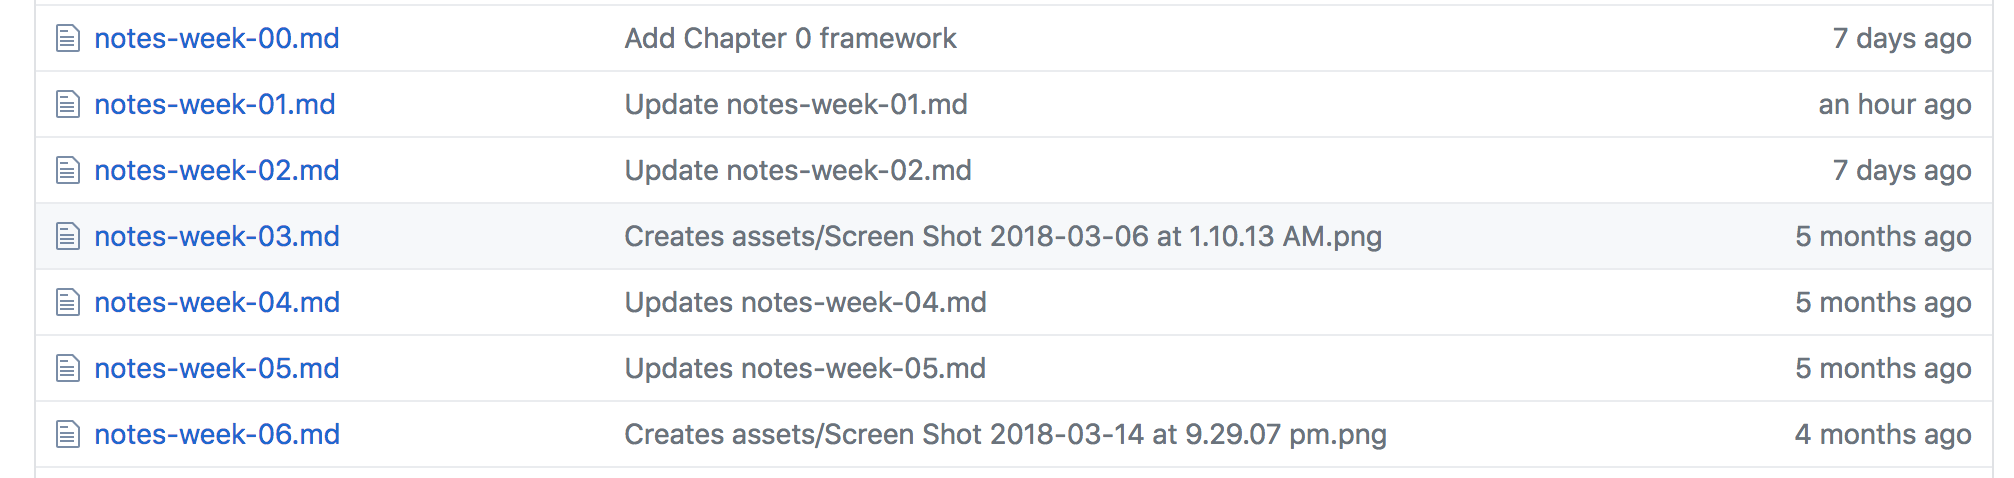 notes-week-00.md Add Chapter 0 framework 7 days ago
notes-week-01.md Update notes-week-01.md an hour ago
notes-week-02.md Update notes-week-02.md 7 days ago
notes-week-03.md Creates assets/Screen Shot 2018-03-06 at 1.10.13 AM.png 5 months ago
notes-week-04.md Updates notes-week-04.md 5 months ago
notes-week-05.md Updates notes-week-05.md 5 months ago
notes-week-06.md Creates assets/Screen Shot 2018-03-14 at 9.29.07 pm.png 4 months ago